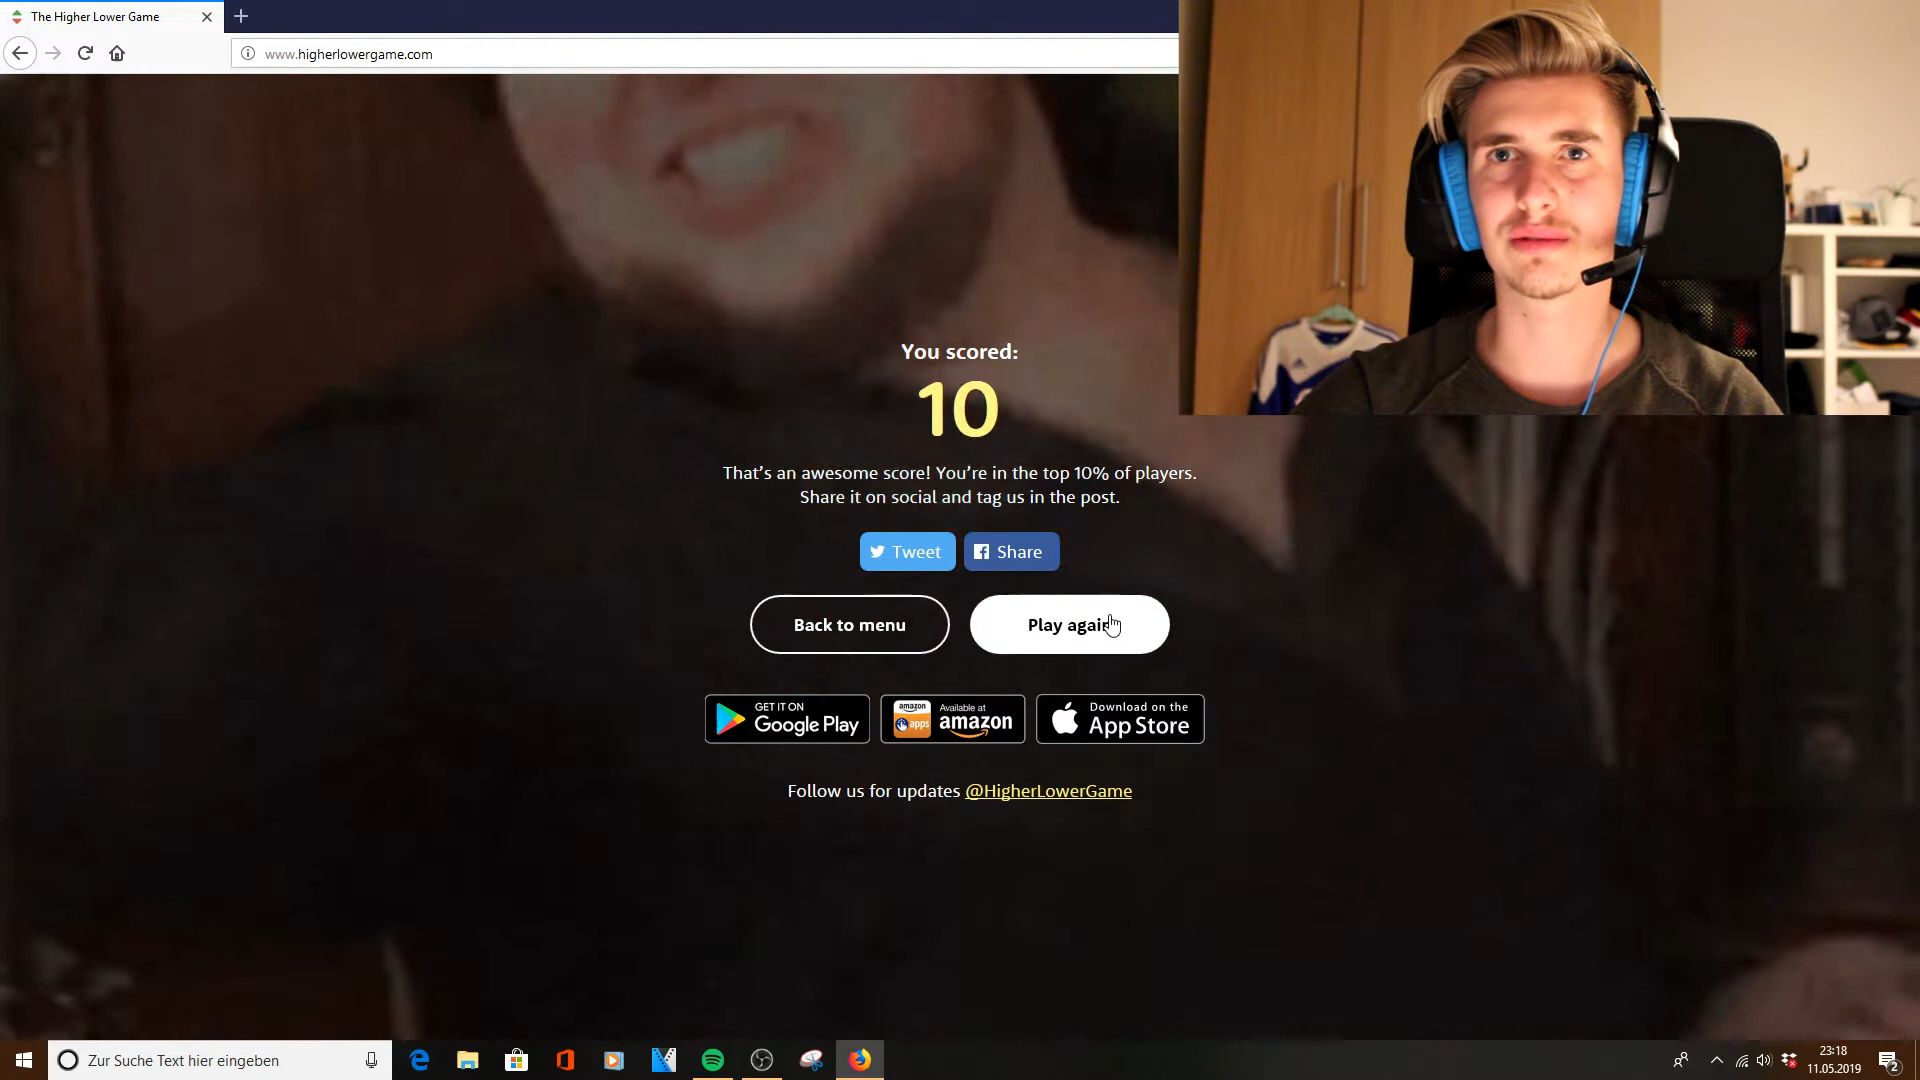 The Higher Lower Game
www.higherlowergame.com
You scored:
10
That's an awesome score! You're in the top 10% of players.
Share it on social and tag us in the post.
Tweet
Share
Back to menu
Play again
GET IT ON
Google Play
amazon
apps
Available at
amazon
Download on the
App Store
Follow us for updates @HigherLowerGame
Zur Suche Text hier eingeben
23:18
11.05.2019
2